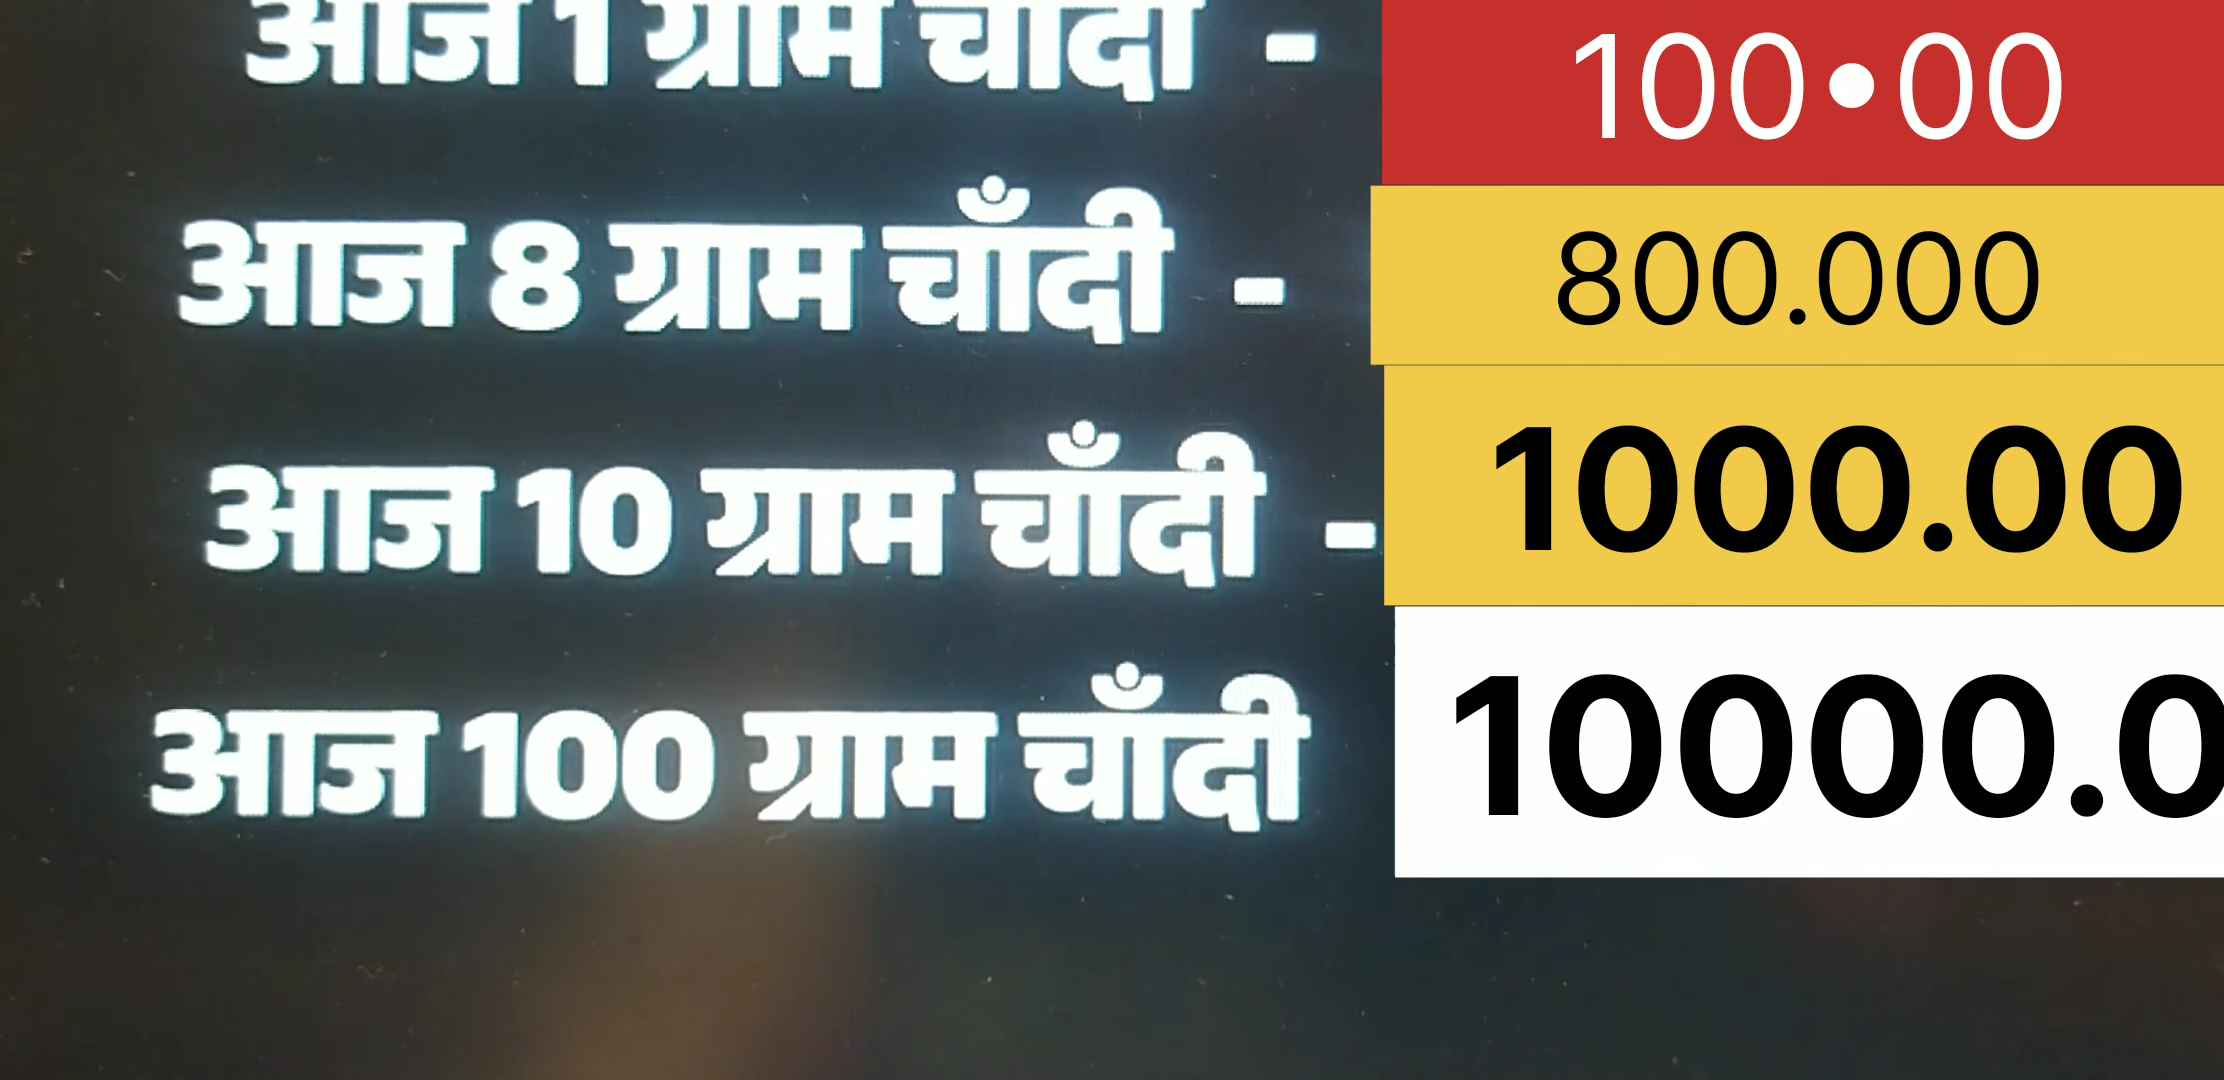 आज 1 ग्राम चाँदी - 100•00
आज 8 ग्राम चाँदी - 800.000
आज 10 ग्राम चाँदी - 1000.00
आज 100 ग्राम चाँदी 10000.0